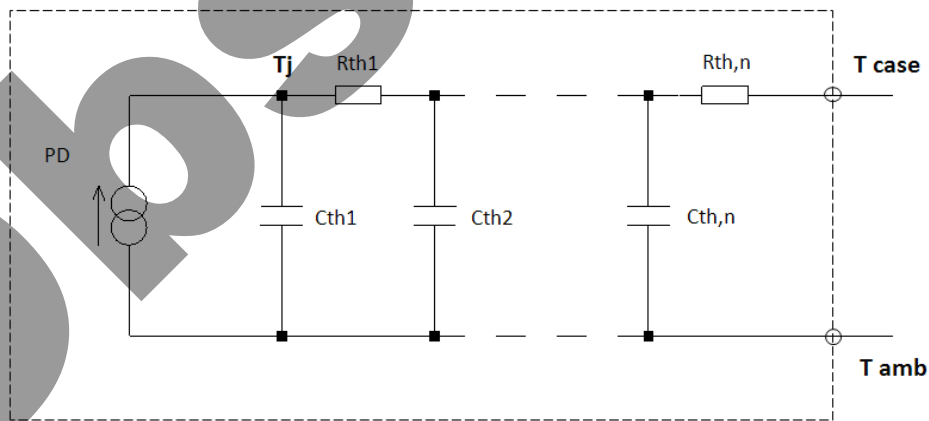 Tj
Rth1
Rth,n
T case
PD
Cth1
Cth2
Cth,n
T amb